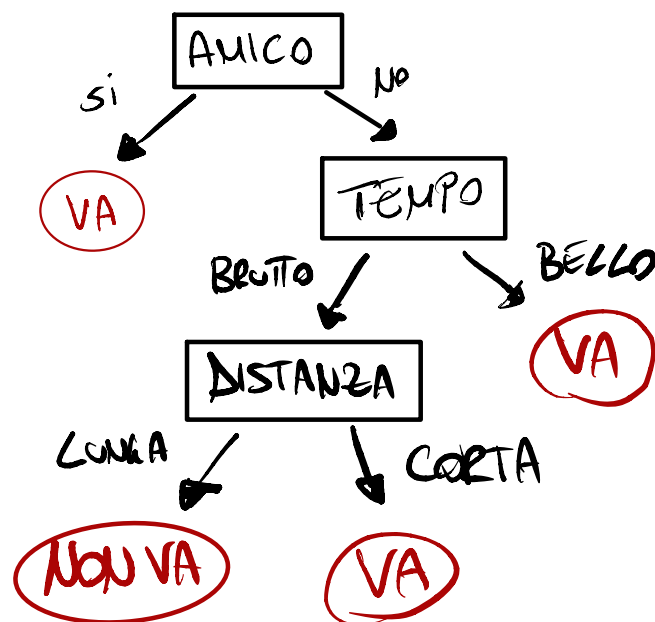 AMICO
SI
NO
VA
TEMPO
BRUTTO
BELLO
VA
DISTANZA
LUNGA
CORTA
NON VA
VA